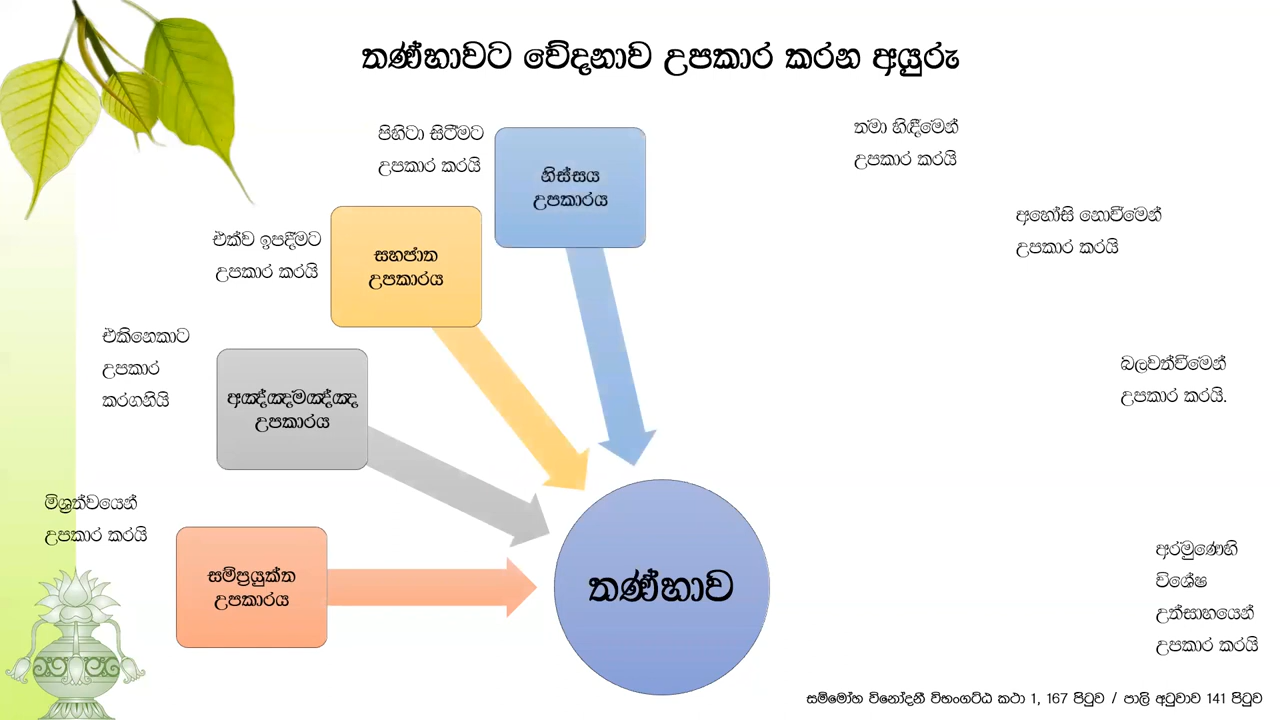 තණ්හාවට වේදනාව උපකාර කරන අයුරු
පිහිටා සිටීමට
උපකාර කරයි
නිස්සය
උපකාරය
තමා හිඳීමෙන්
උපකාර කරයි
එක්ව ඉපදීමට
උපකාර කරයි
සහජාත
උපකාරය
අහෝසි නොවීමෙන්
උපකාර කරයි
එකිනෙකාට
උපකාර
කරගනියි
අඤ්ඤමඤ්ඤ
උපකාරය
බලවත්වීමෙන්
උපකාර කරයි.
මිශ්‍රත්වයෙන්
උපකාර කරයි
සම්ප්‍රයුක්ත
උපකාරය
තණ්හාව
අරමුණෙහි
විශේෂ
උත්සාහයෙන්
උපකාර කරයි
සම්මෝහ විනෝදනී විභංගට්ඨ කථා 1, 167 පිටුව / පාලි අටුවාව 141 පිටුව